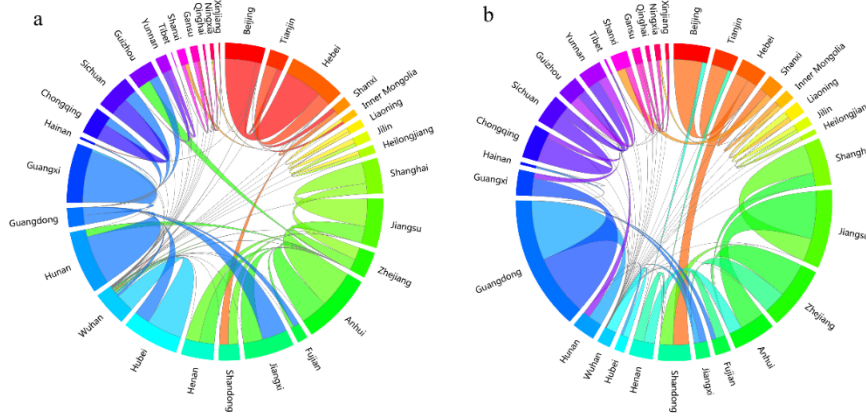 a
Beijing
Tianjin
Hebei
Shanxi
Inner Mongolia
Liaoning
Jilin
Heilongjiang
Shanghai
Jiangsu
Zhejiang
Anhui
Fujian
Jiangxi
Shandong
Henan
Hubei
Wuhan
Hunan
Guangdong
Guangxi
Hainan
Chongqing
Sichuan
Guizhou
Yunnan
Tibet
Shanxi
Gansu
Qinghai
Ningxia
Xinjiang
b
Beijing
Tianjin
Hebei
Shanxi
Inner Mongolia
Liaoning
Jilin
Heilongjiang
Shangh
Jiangsu
Zhejiang
Anhui
Fujian
Jiangxi
Shandong
Henan
Hubei
Wuhan
Hunan
Guangdong
Guangxi
Hainan
Chongqing
Sichuan
Guizhou
Yunnan
Tibet
Shanxi
Gansu
Qinghai
Ningxia
Xinjiang